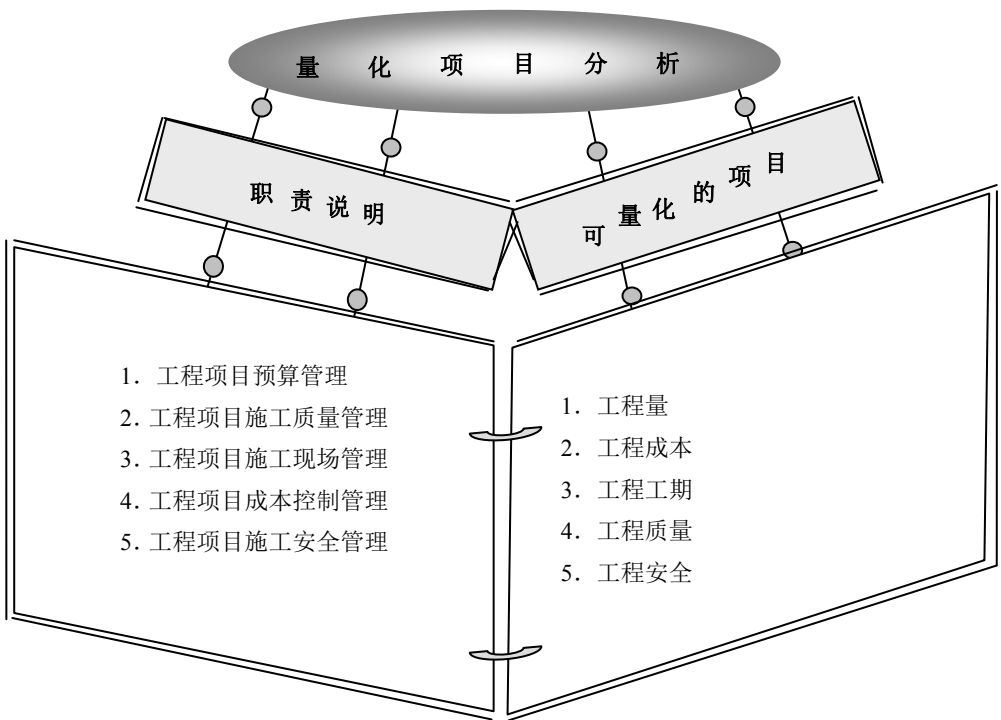 量化项目分析
职责说明
可量化的项目
1. 工程项目预算管理
2. 工程项目施工质量管理
3. 工程项目施工现场管理
4. 工程项目成本控制管理
5. 工程项目施工安全管理
1. 工程量
2. 工程成本
3. 工程工期
4. 工程质量
5. 工程安全